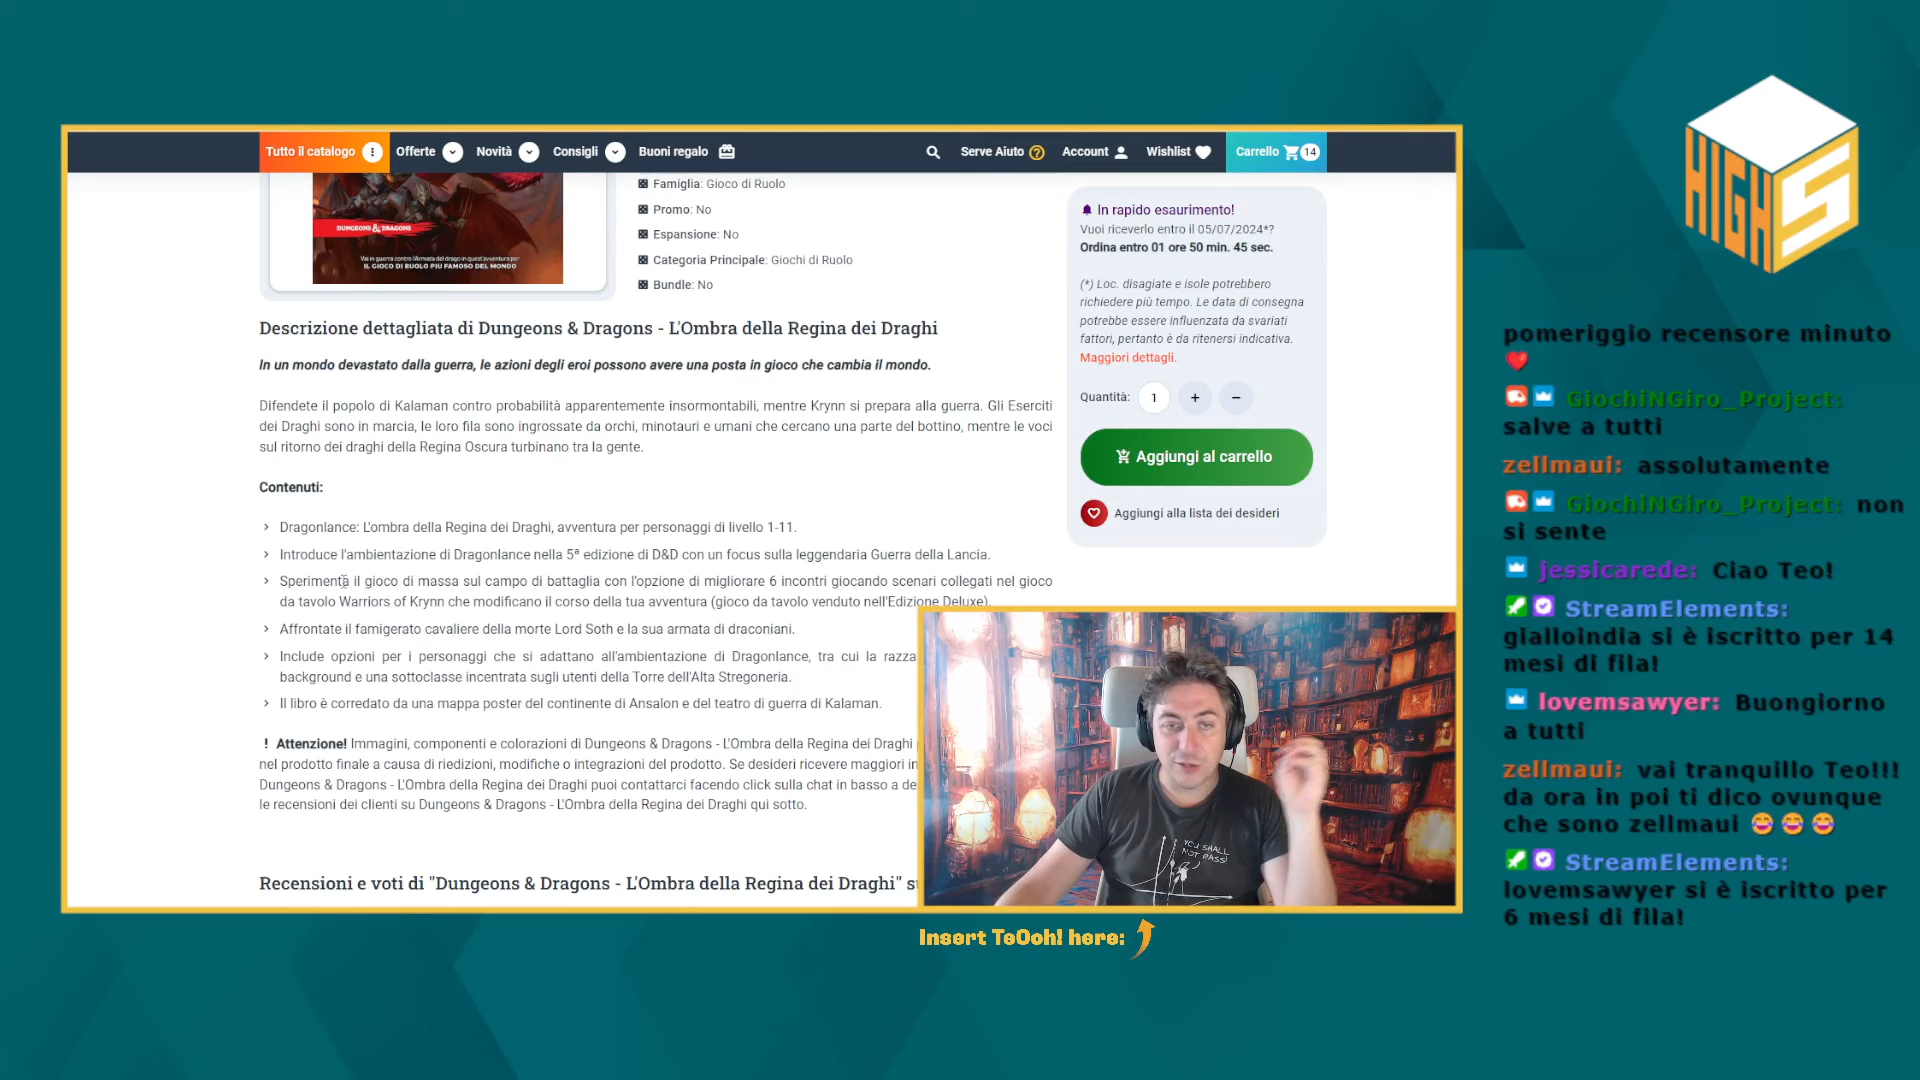 Tutto il catalogo
Offerte
Novità
Consigli
Buoni regalo
Serve Aiuto
Account
Wishlist
Carrello 14
DUNGEONS & DRAGONS
Vai in guerra contro l'Armata del drago in quest'avventura per
IL GIOCO DI RUOLO PIÙ FAMOSO DEL MONDO
Famiglia: Gioco di Ruolo
Promo: No
Espansione: No
Categoria Principale: Giochi di Ruolo
Bundle: No
In rapido esaurimento!
Vuoi riceverlo entro il 05/07/2024*?
Ordina entro 01 ore 50 min. 45 sec.
(*) Loc. disagiate e isole potrebbero
richiedere più tempo. Le data di consegna
potrebbe essere influenzata da svariati
fattori, pertanto è da ritenersi indicativa.
Maggiori dettagli.
Quantità: 1 + −
Aggiungi al carrello
Aggiungi alla lista dei desideri
Descrizione dettagliata di Dungeons & Dragons - L'Ombra della Regina dei Draghi
In un mondo devastato dalla guerra, le azioni degli eroi possono avere una posta in gioco che cambia il mondo.
Difendete il popolo di Kalaman contro probabilità apparentemente insormontabili, mentre Krynn si prepara alla guerra. Gli Eserciti
dei Draghi sono in marcia, le loro fila sono ingrossate da orchi, minotauri e umani che cercano una parte del bottino, mentre le voci
sul ritorno dei draghi della Regina Oscura turbinano tra la gente.
Contenuti:
Dragonlance: L'ombra della Regina dei Draghi, avventura per personaggi di livello 1-11.
Introduce l'ambientazione di Dragonlance nella 5ª edizione di D&D con un focus sulla leggendaria Guerra della Lancia.
Sperimenta il gioco di massa sul campo di battaglia con l'opzione di migliorare 6 incontri giocando scenari collegati nel gioco
da tavolo Warriors of Krynn che modificano il corso della tua avventura (gioco da tavolo venduto nell'Edizione Deluxe).
Affrontate il famigerato cavaliere della morte Lord Soth e la sua armata di draconiani.
Include opzioni per i personaggi che si adattano all'ambientazione di Dragonlance, tra cui la razza
background e una sottoclasse incentrata sugli utenti della Torre dell'Alta Stregoneria.
Il libro è corredato da una mappa poster del continente di Ansalon e del teatro di guerra di Kalaman.
! Attenzione! Immagini, componenti e colorazioni di Dungeons & Dragons - L'Ombra della Regina dei Draghi
nel prodotto finale a causa di riedizioni, modifiche o integrazioni del prodotto. Se desideri ricevere maggiori in
Dungeons & Dragons - L'Ombra della Regina dei Draghi puoi contattarci facendo click sulla chat in basso a de
le recensioni dei clienti su Dungeons & Dragons - L'Ombra della Regina dei Draghi qui sotto.
Recensioni e voti di "Dungeons & Dragons - L'Ombra della Regina dei Draghi" su
YOU SHALL
NOT PASS!
Insert TeOoh! here:
HIGH 5
pomeriggio recensore minuto
GiochiNGiro_Project:
salve a tutti
zellmaui: assolutamente
GiochiNGiro_Project: non
si sente
jessicarede: Ciao Teo!
StreamElements:
gialloindia si è iscritto per 14
mesi di fila!
lovemsawyer: Buongiorno
a tutti
zellmaui: vai tranquillo Teo!!!
da ora in poi ti dico ovunque
che sono zellmaui 😂 😂 😂
StreamElements:
lovemsawyer si è iscritto per
6 mesi di fila!